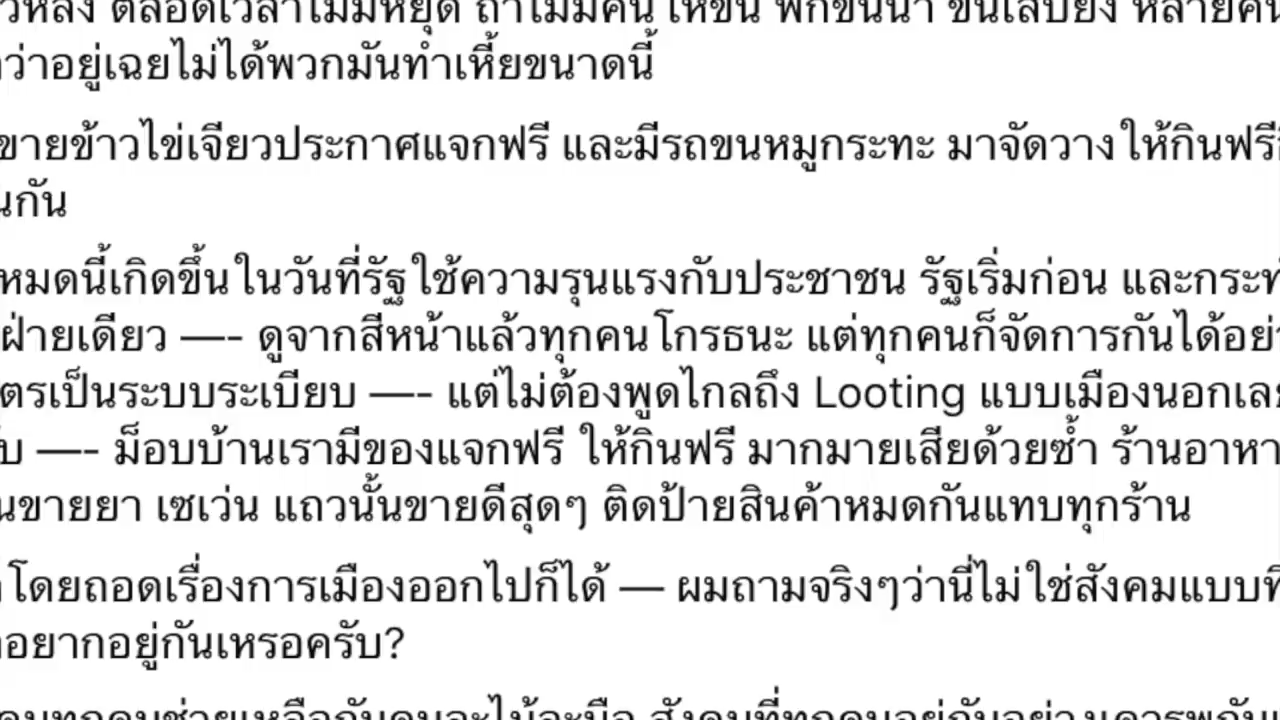 ตลอดเวลาไม่มีหยุด ถ้าไม่มีคน ให้ขน
ว่าอยู่เฉยไม่ได้พวกมันทำเหี้ยขนาดนี้
ขายข้าวไข่เจียวประกาศแจกฟรี และมีรถขนหมูกระทะ มาจัดวางให้กินฟรี
กัน
หมดนี้เกิดขึ้นในวันที่รัฐใช้ความรุนแรงกับประชาชน รัฐเริ่มก่อน
ฝ่ายเดียว —- ดูจากสีหน้าแล้วทุกคนโกรธนะ แต่ทุกคนก็จัดการกันได้
ตรเป็นระบบระเบียบ —- แต่ไม่ต้องพูดไกลถึง Looting แบบเมืองนอก
—- ม็อบบ้านเรามีของแจกฟรี ให้กินฟรี มากมายเสียด้วยซ้ำ ร้านอาหา
ขายยา เซเว่น แถวนั้นขายดีสุดๆ ติดป้ายสินค้าหมดกันแทบทุกร้าน
โดยถอดเรื่องการเมืองออกไปก็ได้ — ผมถามจริงๆว่านี่ไม่ใช่สังคมแบบ
อยากอยู่กันเหรอครับ?